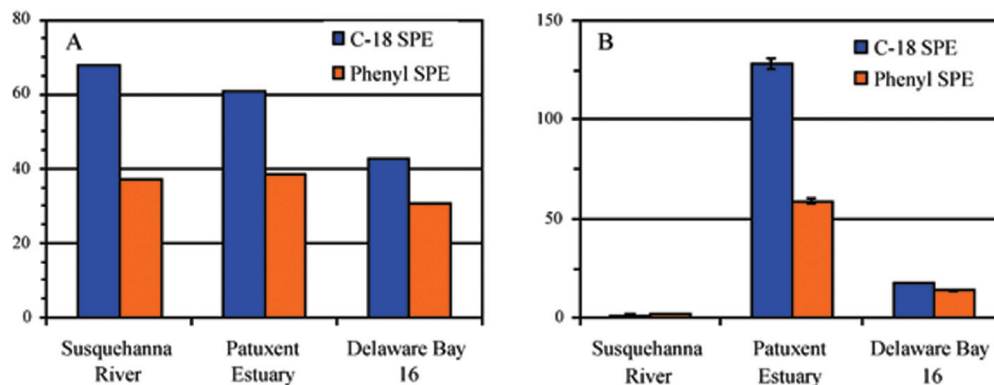 80
60
40
20
0
A
C-18 SPE
Phenyl SPE
Susquehanna
River
Patuxent
Estuary
Delaware Bay
16
150
100
50
0
B
C-18 SPE
Phenyl SPE
Susquehanna
River
Patuxent
Estuary
Delaware Bay
16